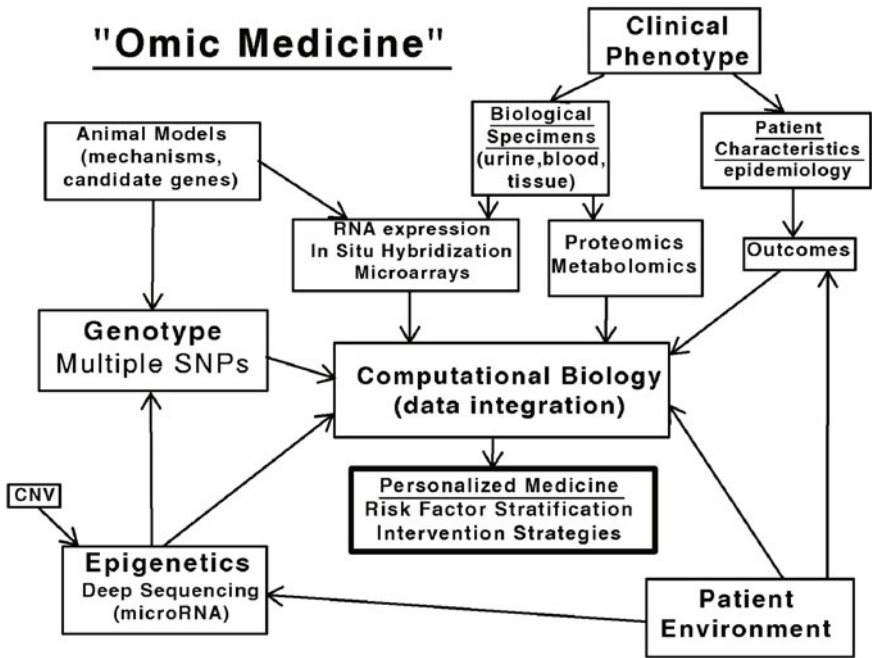 "Omic Medicine"
Clinical
Phenotype
Animal Models
(mechanisms,
candidate genes)
Biological
Specimens
(urine,blood,
tissue)
Patient
Characteristics
epidemiology
RNA expression
In Situ Hybridization
Microarrays
Proteomics
Metabolomics
Outcomes
Genotype
Multiple SNPs
Computational Biology
(data integration)
Personalized Medicine
Risk Factor Stratification
Intervention Strategies
CNV
Epigenetics
Deep Sequencing
(microRNA)
Patient
Environment